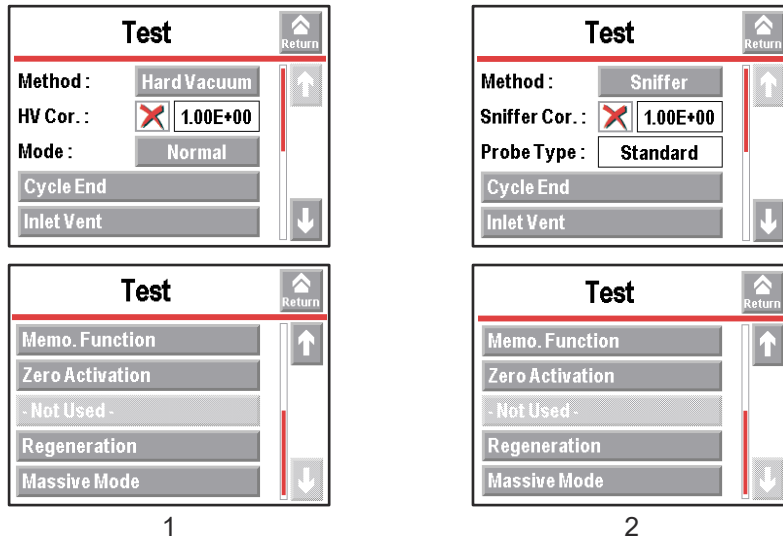 Test
Return
Method :
Hard Vacuum
HV Cor. :
1.00E+00
Mode :
Normal
Cycle End
Inlet Vent
Test
Return
Memo. Function
Zero Activation
- Not Used -
Regeneration
Massive Mode
1
Test
Return
Method :
Sniffer
Sniffer Cor. :
1.00E+00
Probe Type :
Standard
Cycle End
Inlet Vent
Test
Return
Memo. Function
Zero Activation
- Not Used -
Regeneration
Massive Mode
2